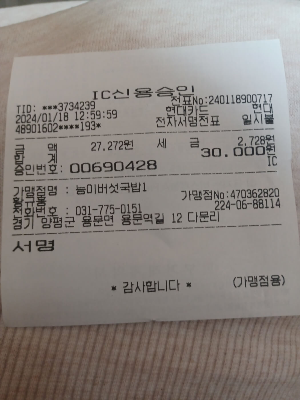 IC신용승인
TID: ***3734239 전표No:240118900717
2024/01/18 12:59:59 현대카드 현대
48901602****193* 전자서명전표 일시불
금 액 27,272원 세 금 2,728원
합 계 30,000원
승인번호: 00690428 IC
가맹점명 : 능이버섯국밥1 가맹점No:470362820
224-06-88114
전화번호 : 031-775-0151
경기 양평군 용문면 용문역길 12 다문리
서명
* 감사합니다 * (가맹점용)